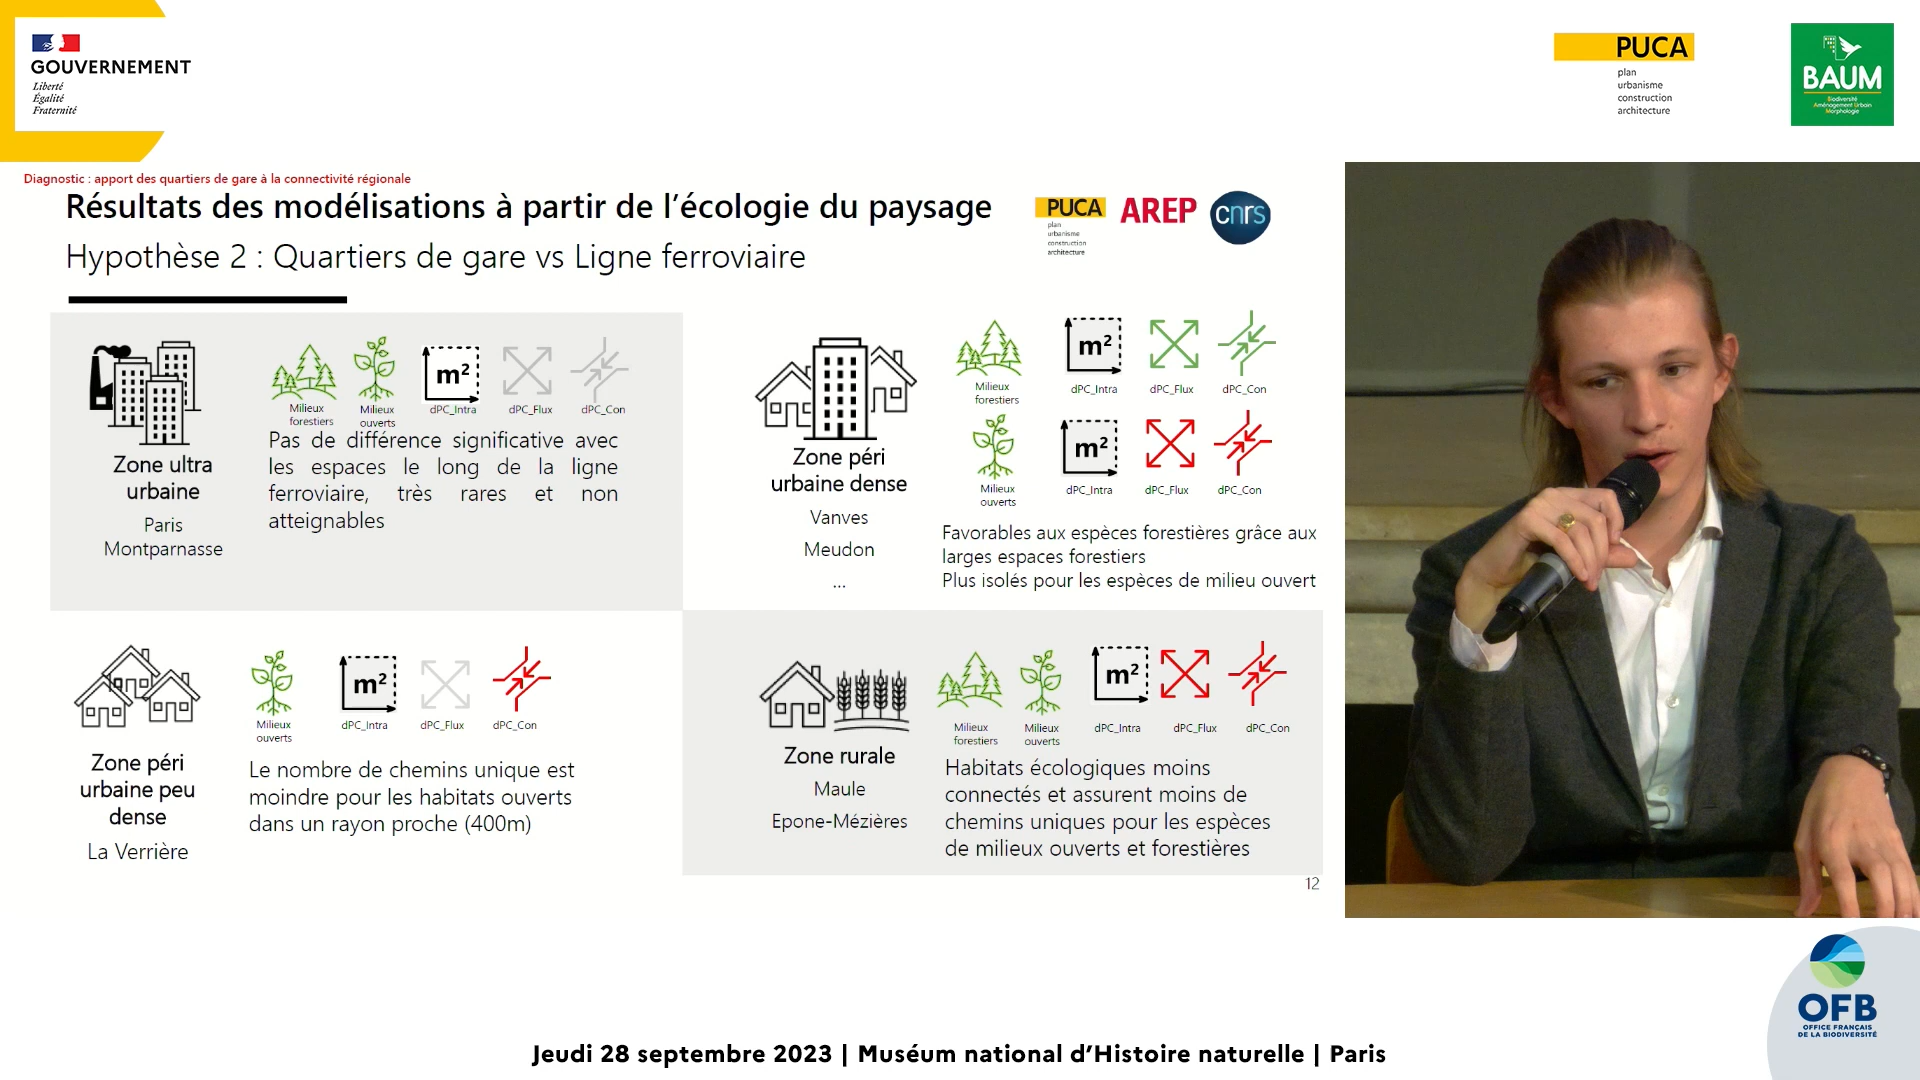 GOUVERNEMENT
Liberté
Égalité
Fraternité
PUCA
plan
urbanisme
construction
architecture
BAUM
Biodiversité
Aménagement Urbain
Morphologie
Diagnostic : apport des quartiers de gare à la connectivité régionale
Résultats des modélisations à partir de l'écologie du paysage
Hypothèse 2 : Quartiers de gare vs Ligne ferroviaire
PUCA
plan
urbanisme
construction
architecture
AREP
cnrs
Zone ultra
urbaine
Paris
Montparnasse
m²
Milieux
forestiers
Milieux
ouverts
dPC_Intra
dPC_Flux
dPC_Con
Pas de différence significative avec
les espaces le long de la ligne
ferroviaire, très rares et non
atteignables
Zone péri
urbaine dense
Vanves
Meudon
...
m²
Milieux
forestiers
dPC_Intra
dPC_Flux
dPC_Con
m²
Milieux
ouverts
dPC_Intra
dPC_Flux
dPC_Con
Favorables aux espèces forestières grâce aux
larges espaces forestiers
Plus isolés pour les espèces de milieu ouvert
Zone péri
urbaine peu
dense
La Verrière
m²
Milieux
ouverts
dPC_Intra
dPC_Flux
dPC_Con
Le nombre de chemins unique est
moindre pour les habitats ouverts
dans un rayon proche (400m)
Zone rurale
Maule
Epone-Mézières
m²
Milieux
forestiers
Milieux
ouverts
dPC_Intra
dPC_Flux
dPC_Con
Habitats écologiques moins
connectés et assurent moins de
chemins uniques pour les espèces
de milieux ouverts et forestières
12
OFB
OFFICE FRANÇAIS
DE LA BIODIVERSITÉ
Jeudi 28 septembre 2023 | Muséum national d'Histoire naturelle | Paris